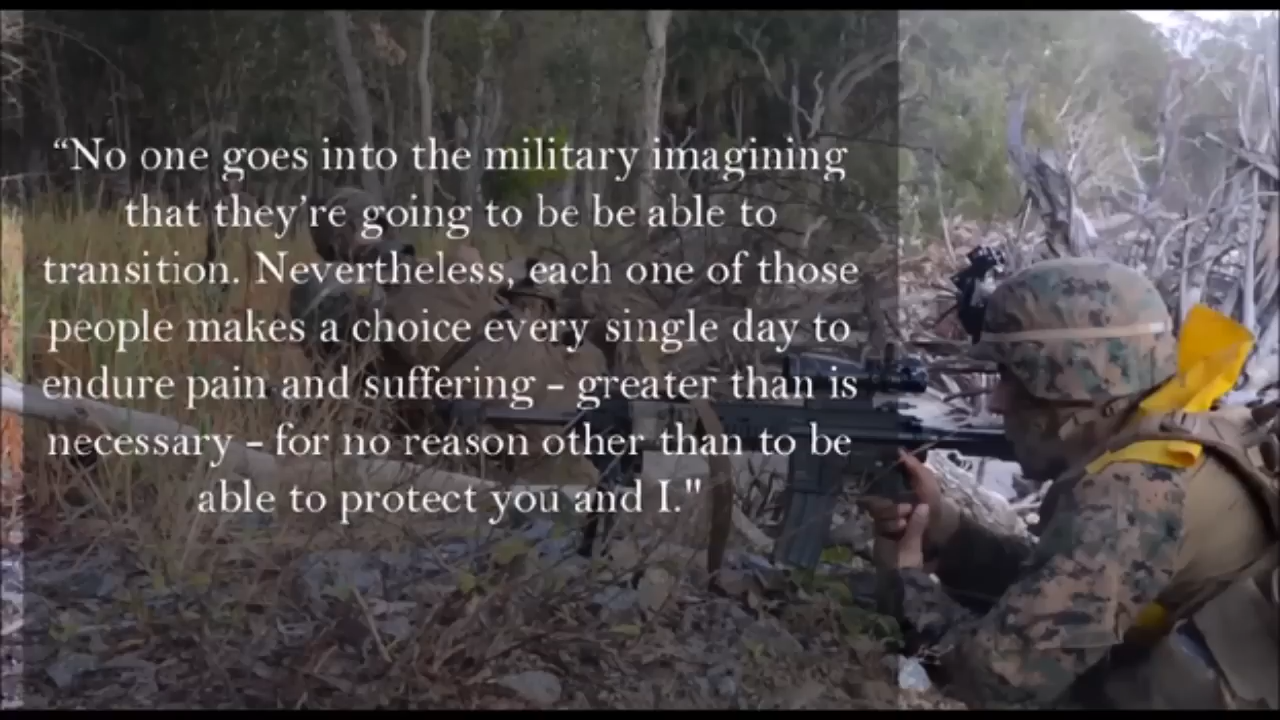 “No one goes into the military imagining
that they’re going to be be able to
transition. Nevertheless, each one of those
people makes a choice every single day to
endure pain and suffering – greater than is
necessary – for no reason other than to be
able to protect you and I."